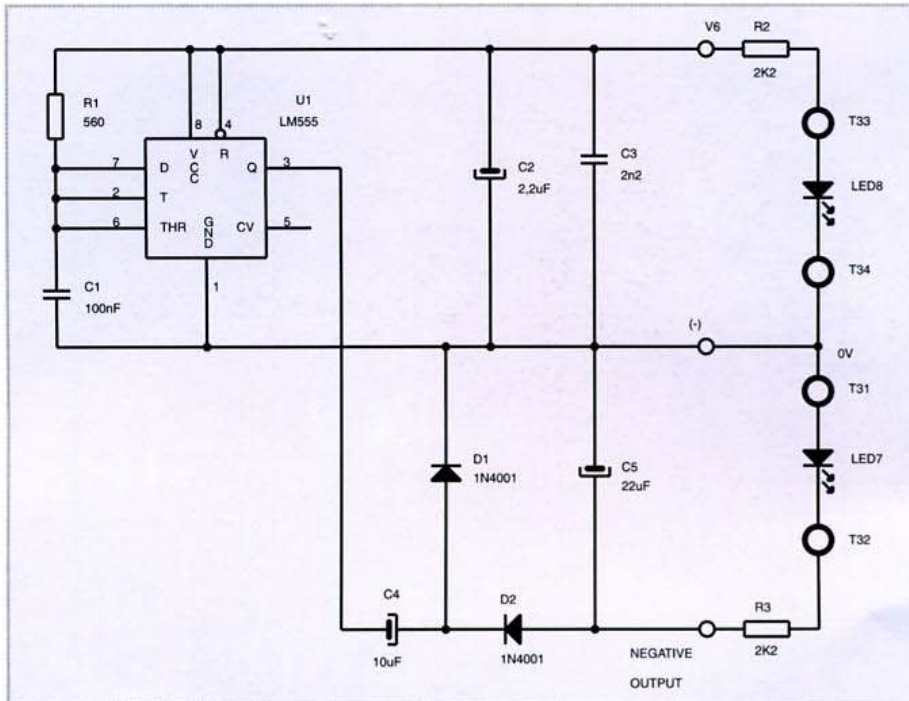 V6
R2
2K2
R1
560
U1
LM555
8
4
7
D
VCC
R
Q
3
2
T
6
THR
GND
CV
5
1
C1
100nF
C2
2,2uF
C3
2n2
T33
LED8
T34
(-)
0V
T31
D1
1N4001
C5
22uF
LED7
T32
C4
10uF
D2
1N4001
R3
2K2
NEGATIVE
OUTPUT